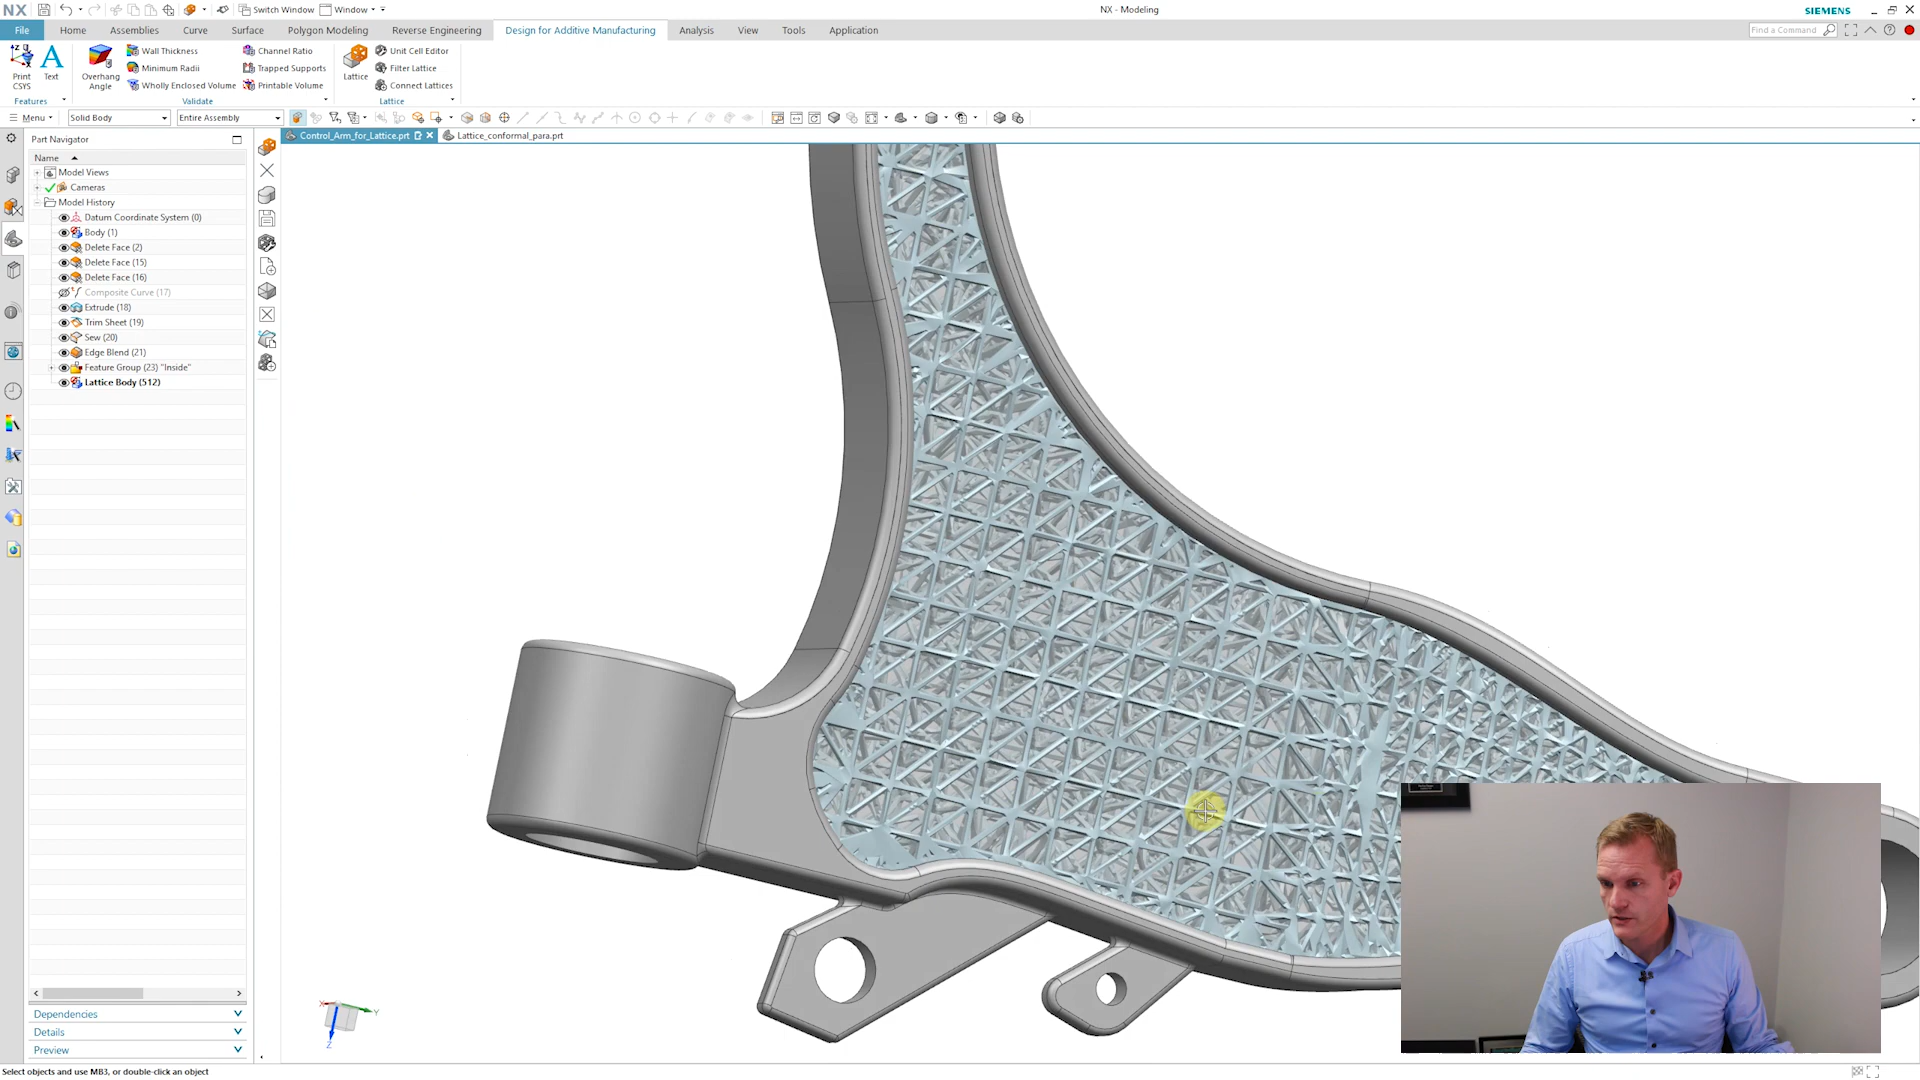 NX Switch Window Window NX - Modeling SIEMENS
File Home Assemblies Curve Surface Polygon Modeling Reverse Engineering Design for Additive Manufacturing Analysis View Tools Application Find a Command
Print CSYS
Text
Features
Overhang Angle
Wall Thickness
Minimum Radii
Wholly Enclosed Volume
Channel Ratio
Trapped Supports
Printable Volume
Validate
Lattice
Unit Cell Editor
Filter Lattice
Connect Lattices
Lattice
Menu Solid Body Entire Assembly
Part Navigator
Control_Arm_for_Lattice.prt Lattice_conformal_para.prt
Name
Model Views
Cameras
Model History
Datum Coordinate System (0)
Body (1)
Delete Face (2)
Delete Face (15)
Delete Face (16)
Composite Curve (17)
Extrude (18)
Trim Sheet (19)
Sew (20)
Edge Blend (21)
Feature Group (23) "Inside"
Lattice Body (512)
X
Y
Z
Dependencies
Details
Preview
Select objects and use MB3, or double-click an object